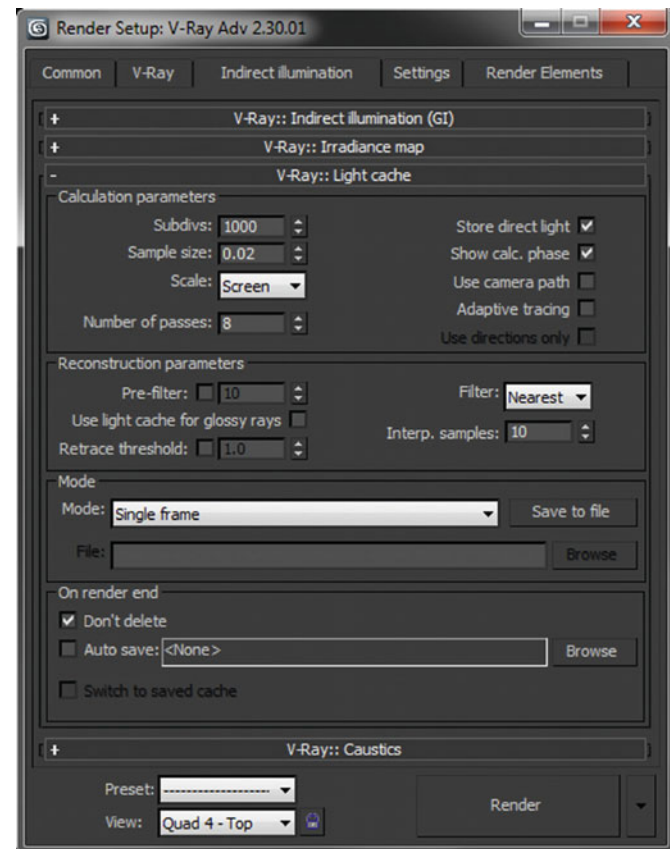 Render Setup: V-Ray Adv 2.30.01
Common V-Ray Indirect illumination Settings Render Elements
+ V-Ray:: Indirect illumination (GI)
+ V-Ray:: Irradiance map
- V-Ray:: Light cache
Calculation parameters
Subdivs: 1000 Store direct light
Sample size: 0.02 Show calc. phase
Scale: Screen Use camera path
Adaptive tracing
Number of passes: 8
Use directions only
Reconstruction parameters
Pre-filter: 10 Filter: Nearest
Use light cache for glossy rays
Interp. samples: 10
Retrace threshold: 1.0
Mode
Mode: Single frame Save to file
File: Browse
On render end
Don't delete
Auto save: <None> Browse
Switch to saved cache
+ V-Ray:: Caustics
Preset: --------------------
Render
View: Quad 4 - Top